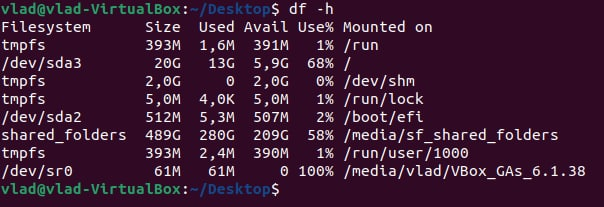 vlad@vlad-VirtualBox:~/Desktop$ df -h
Filesystem Size Used Avail Use% Mounted on
tmpfs 393M 1,6M 391M 1% /run
/dev/sda3 20G 13G 5,9G 68% /
tmpfs 2,0G 0 2,0G 0% /dev/shm
tmpfs 5,0M 4,0K 5,0M 1% /run/lock
/dev/sda2 512M 5,3M 507M 2% /boot/efi
shared_folders 489G 280G 209G 58% /media/sf_shared_folders
tmpfs 393M 2,4M 390M 1% /run/user/1000
/dev/sr0 61M 61M 0 100% /media/vlad/VBox_GAs_6.1.38
vlad@vlad-VirtualBox:~/Desktop$